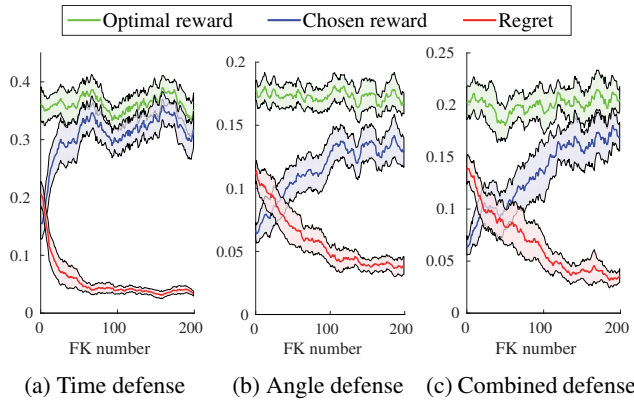 Optimal reward Chosen reward Regret
0.4
0.3
0.2
0.1
0
0 100 200
FK number
(a) Time defense
0.2
0.15
0.1
0.05
0
0 100 200
FK number
(b) Angle defense
0.25
0.2
0.15
0.1
0.05
0
0 100 200
FK number
(c) Combined defense